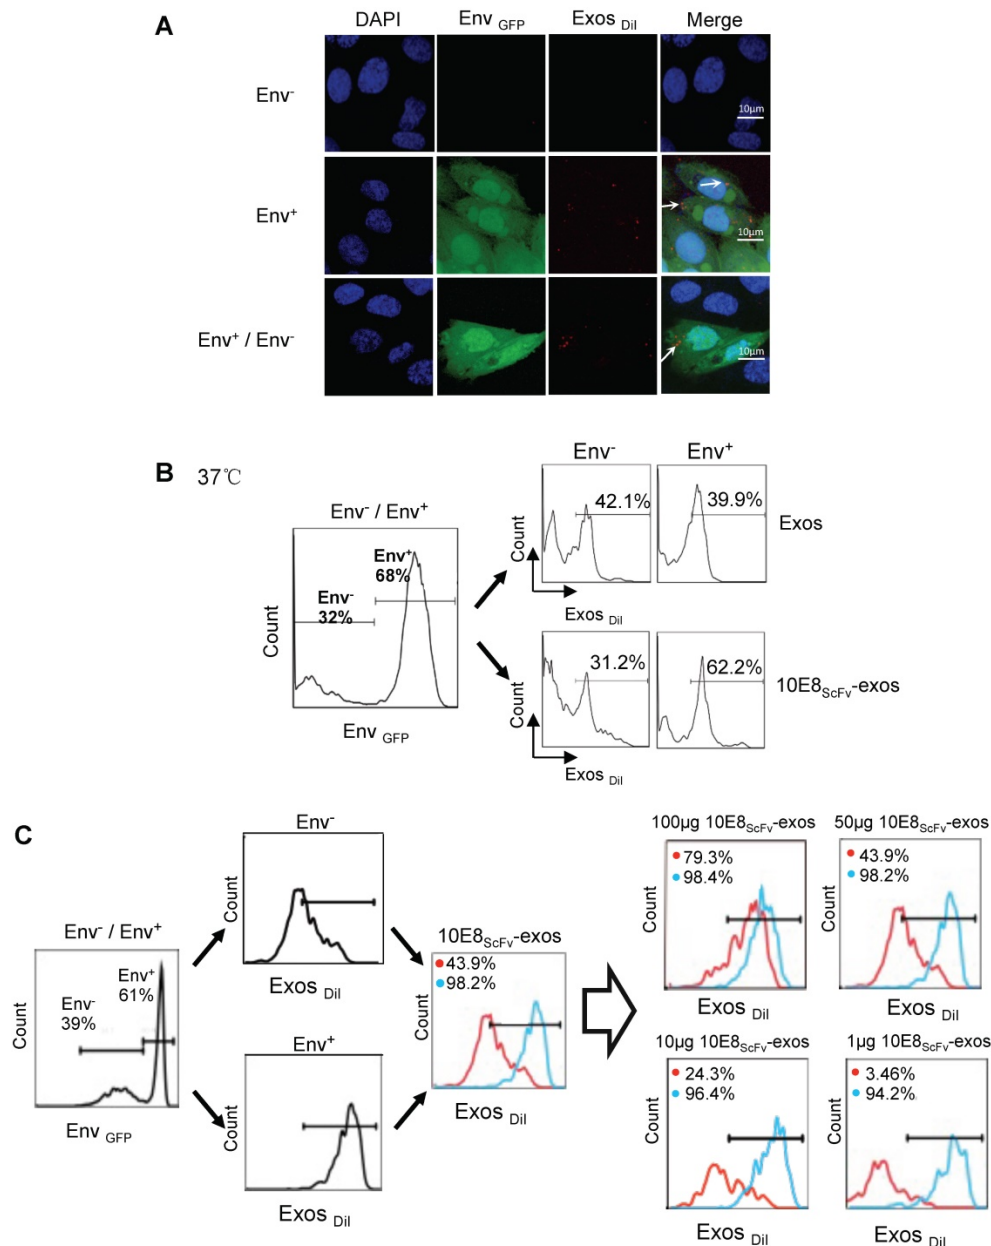 A
DAPI
Env GFP
Exos DiI
Merge
Env-
10μm
Env+
10μm
Env+ / Env-
10μm
B
37℃
Env-
Env+
Env- / Env+
Env+
68%
Env-
32%
Count
Env GFP
Count
42.1%
39.9%
Exos
Exos DiI
Count
31.2%
62.2%
10E8ScFv-exos
Exos DiI
C
Env- / Env+
Env+
61%
Env-
39%
Count
Env GFP
Env-
Count
Exos DiI
Env+
Count
Exos DiI
10E8ScFv-exos
43.9%
98.2%
Count
Exos DiI
100μg 10E8ScFv-exos
79.3%
98.4%
Count
Exos DiI
50μg 10E8ScFv-exos
43.9%
98.2%
Count
Exos DiI
10μg 10E8ScFv-exos
24.3%
96.4%
Count
Exos DiI
1μg 10E8ScFv-exos
3.46%
94.2%
Count
Exos DiI